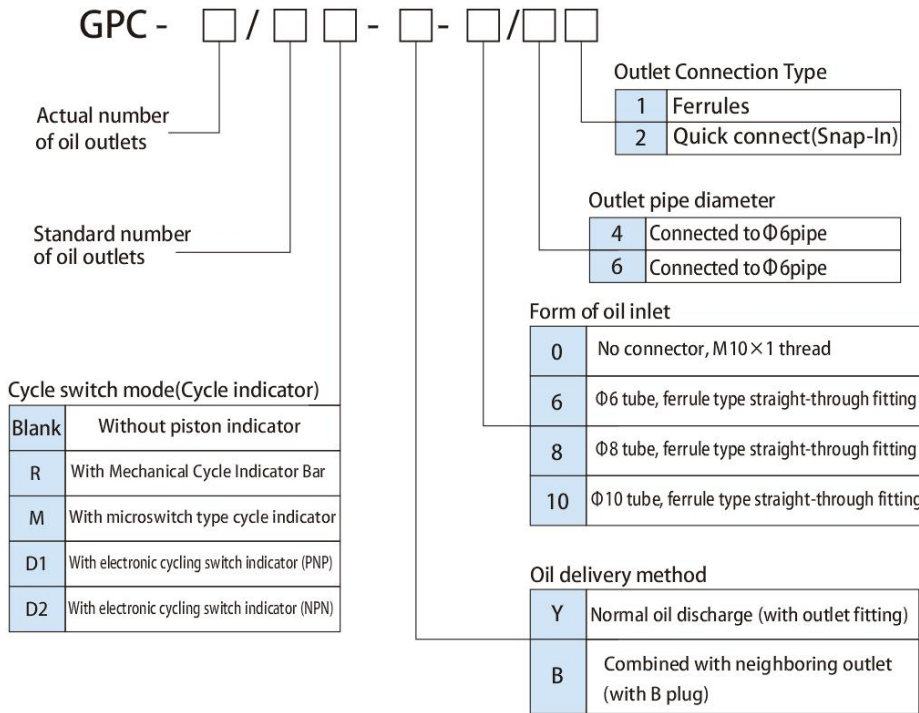 GPC- □/□□-□-□/□□
Actual number
of oil outlets
Standard number
of oil outlets
Cycle switch mode(Cycle indicator)
Blank Without piston indicator
R With Mechanical Cycle Indicator Bar
M With microswitch type cycle indicator
D1 With electronic cycling switch indicator (PNP)
D2 With electronic cycling switch indicator (NPN)
Outlet Connection Type
1 Ferrules
2 Quick connect(Snap-In)
Outlet pipe diameter
4 Connected toΦ6pipe
6 Connected toΦ6pipe
Form of oil inlet
0 No connector, M10×1 thread
6 Φ6 tube, ferrule type straight-through fitting
8 Φ8 tube, ferrule type straight-through fitting
10 Φ10 tube, ferrule type straight-through fitting
Oil delivery method
Y Normal oil discharge (with outlet fitting)
B Combined with neighboring outlet
(with B plug)